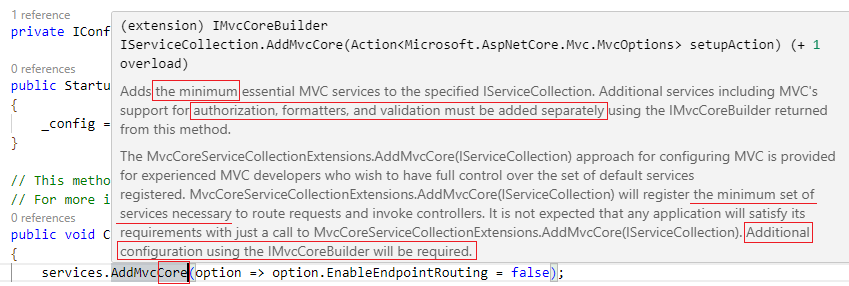 1 reference
private IConf
0 references
public Startu
{
_config =
}
// This metho
// For more i
0 references
public void C
{
services.AddMvcCore(option => option.EnableEndpointRouting = false);
(extension) IMvcCoreBuilder
IServiceCollection.AddMvcCore(Action<Microsoft.AspNetCore.Mvc.MvcOptions> setupAction) (+ 1
overload)
Adds the minimum essential MVC services to the specified IServiceCollection. Additional services including MVC's
support for authorization, formatters, and validation must be added separately using the IMvcCoreBuilder returned
from this method.
The MvcCoreServiceCollectionExtensions.AddMvcCore(IServiceCollection) approach for configuring MVC is provided
for experienced MVC developers who wish to have full control over the set of default services
registered. MvcCoreServiceCollectionExtensions.AddMvcCore(IServiceCollection) will register the minimum set of
services necessary to route requests and invoke controllers. It is not expected that any application will satisfy its
requirements with just a call to MvcCoreServiceCollectionExtensions.AddMvcCore(IServiceCollection). Additional
configuration using the IMvcCoreBuilder will be required.